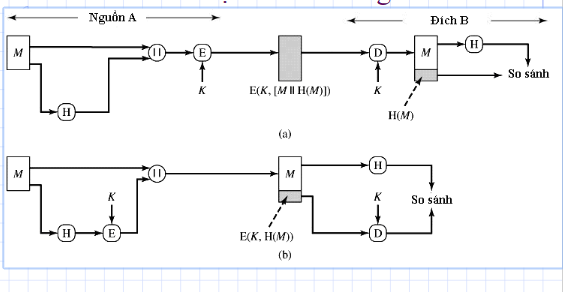 Nguồn A
Đích B
M
||
E
D
M
H
So sánh
K
E(K, [M || H(M)])
K
H
H(M)
(a)
M
||
M
H
K
K
So sánh
H
E
D
E(K, H(M))
(b)